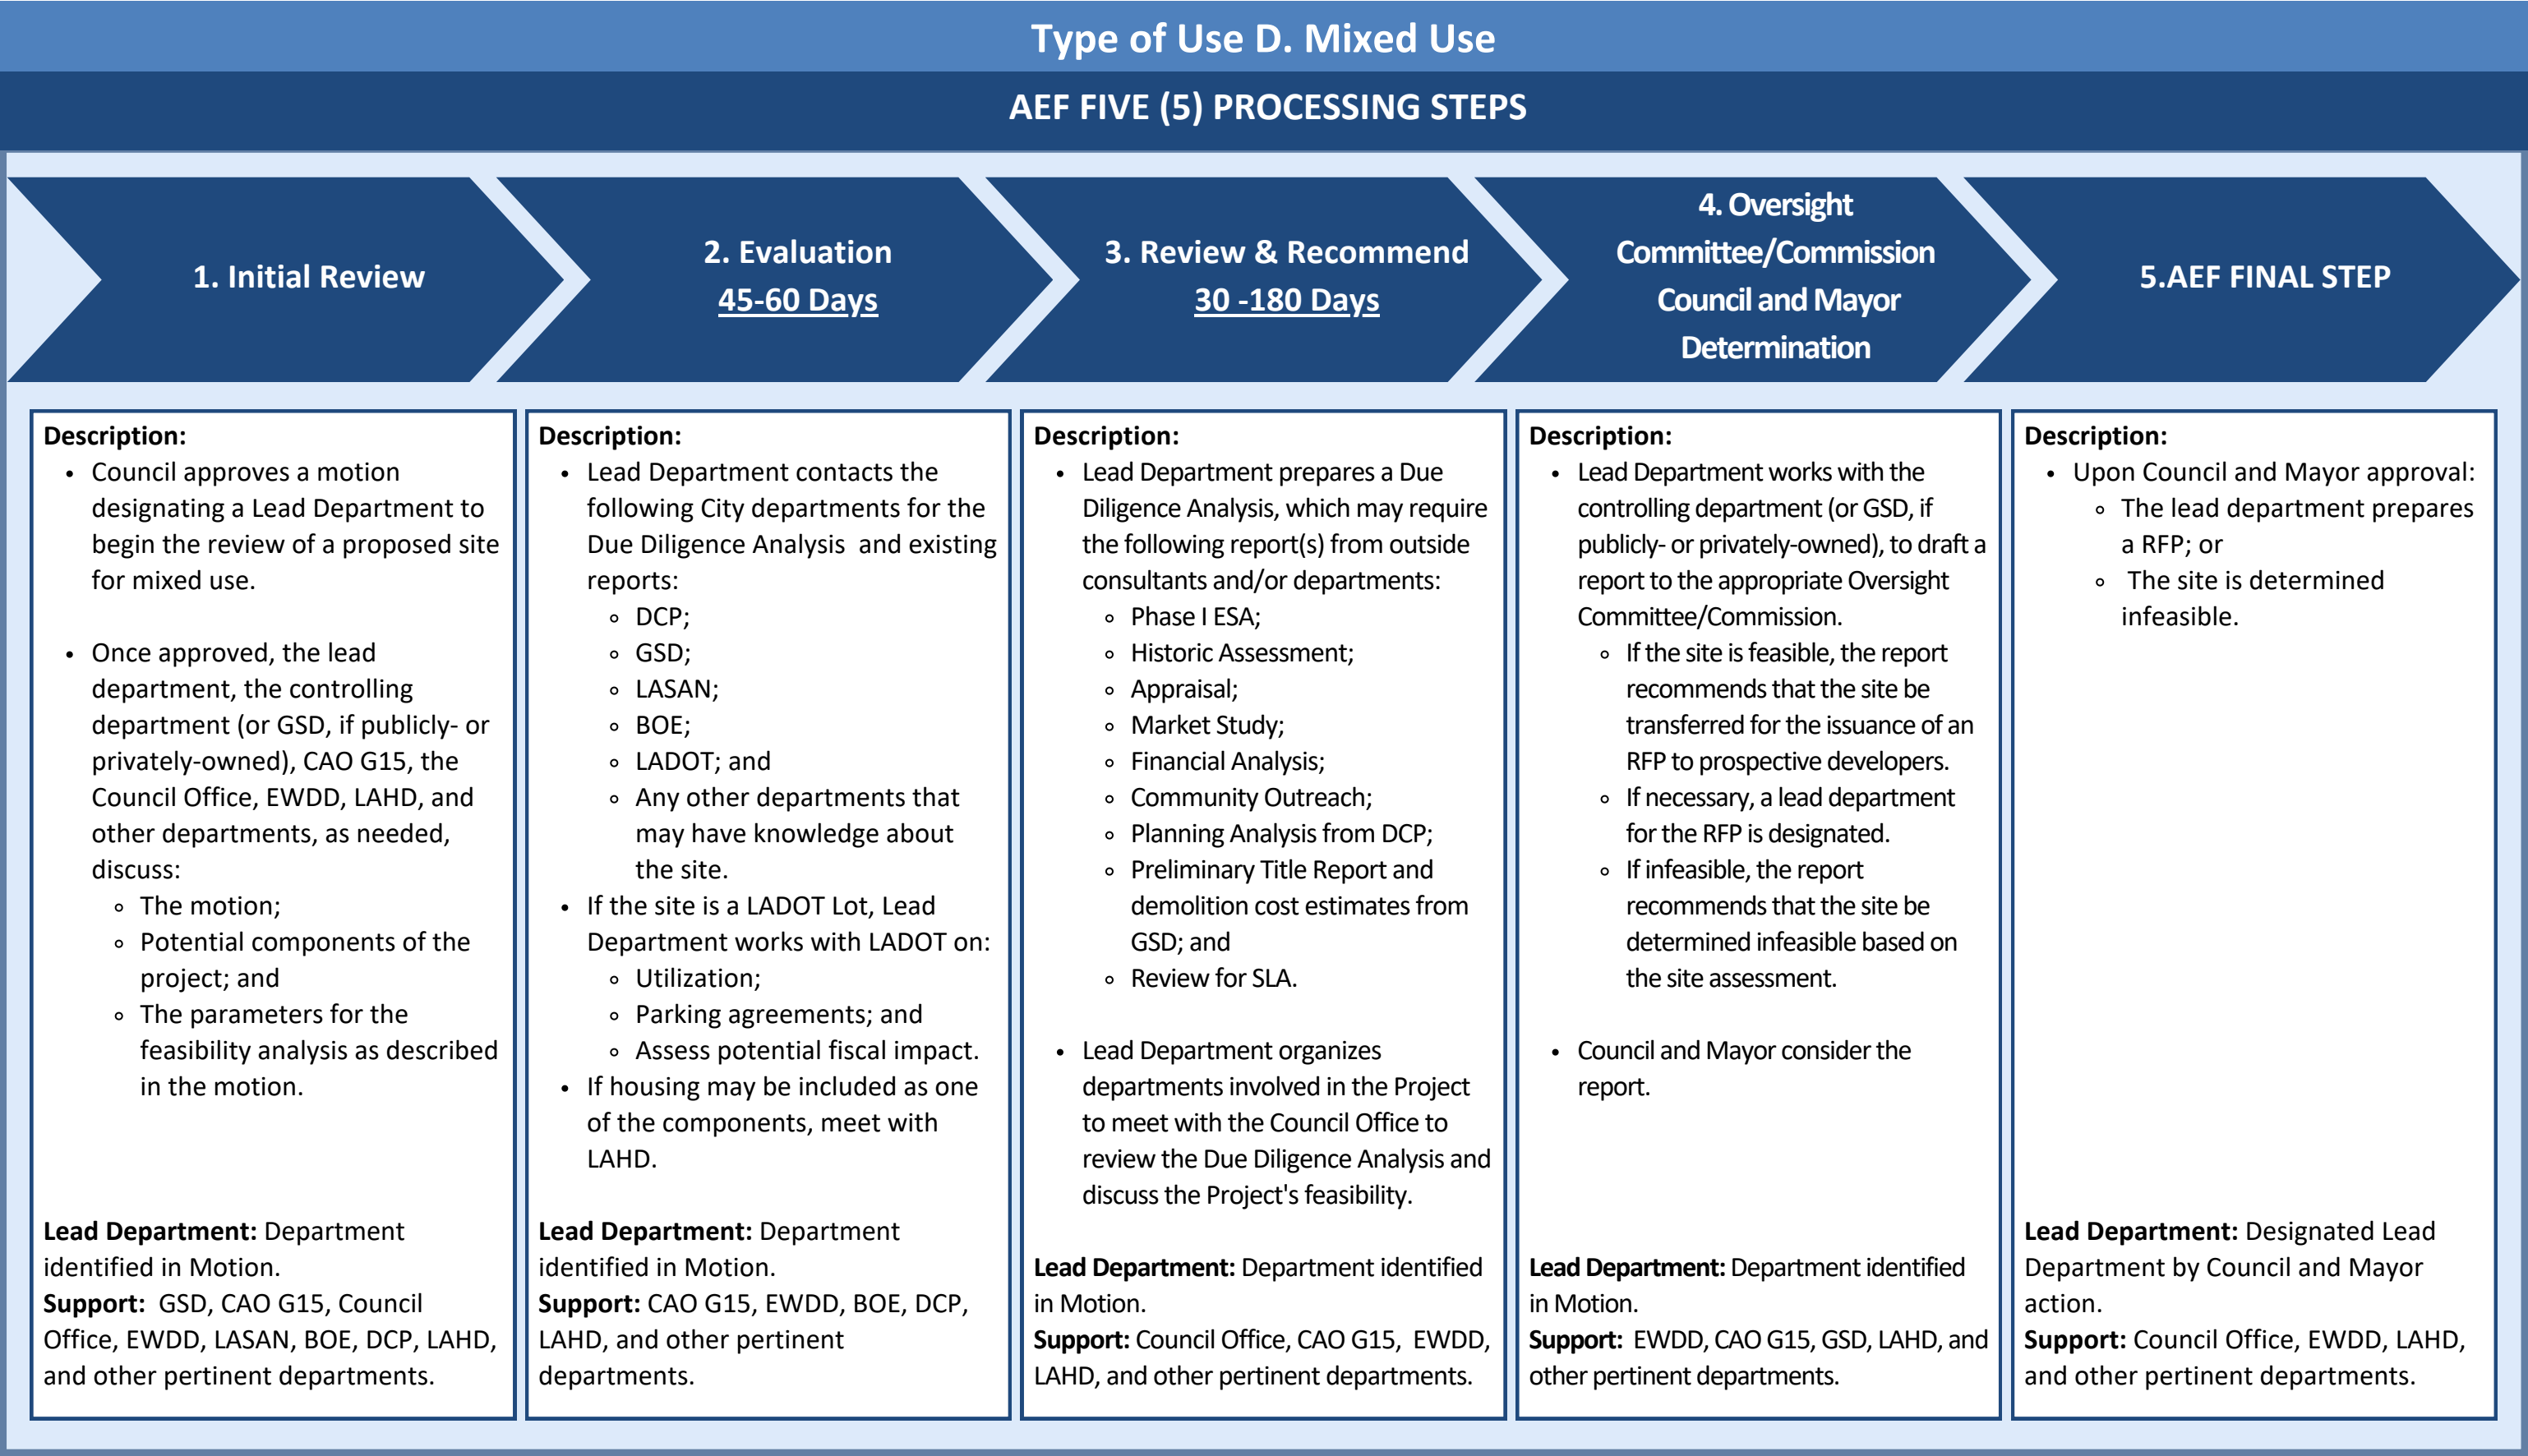 Type of Use D. Mixed Use
AEF FIVE (5) PROCESSING STEPS
1. Initial Review
2. Evaluation
45-60 Days
3. Review & Recommend
30 -180 Days
4. Oversight
Committee/Commission
Council and Mayor
Determination
5.AEF FINAL STEP
Description:
• Council approves a motion
designating a Lead Department to
begin the review of a proposed site
for mixed use.
• Once approved, the lead
department, the controlling
department (or GSD, if publicly- or
privately-owned), CAO G15, the
Council Office, EWDD, LAHD, and
other departments, as needed,
discuss:
◦ The motion;
◦ Potential components of the
project; and
◦ The parameters for the
feasibility analysis as described
in the motion.
Lead Department: Department
identified in Motion.
Support: GSD, CAO G15, Council
Office, EWDD, LASAN, BOE, DCP, LAHD,
and other pertinent departments.
Description:
• Lead Department contacts the
following City departments for the
Due Diligence Analysis and existing
reports:
◦ DCP;
◦ GSD;
◦ LASAN;
◦ BOE;
◦ LADOT; and
◦ Any other departments that
may have knowledge about
the site.
• If the site is a LADOT Lot, Lead
Department works with LADOT on:
◦ Utilization;
◦ Parking agreements; and
◦ Assess potential fiscal impact.
• If housing may be included as one
of the components, meet with
LAHD.
Lead Department: Department
identified in Motion.
Support: CAO G15, EWDD, BOE, DCP,
LAHD, and other pertinent
departments.
Description:
• Lead Department prepares a Due
Diligence Analysis, which may require
the following report(s) from outside
consultants and/or departments:
◦ Phase I ESA;
◦ Historic Assessment;
◦ Appraisal;
◦ Market Study;
◦ Financial Analysis;
◦ Community Outreach;
◦ Planning Analysis from DCP;
◦ Preliminary Title Report and
demolition cost estimates from
GSD; and
◦ Review for SLA.
• Lead Department organizes
departments involved in the Project
to meet with the Council Office to
review the Due Diligence Analysis and
discuss the Project's feasibility.
Lead Department: Department identified
in Motion.
Support: Council Office, CAO G15, EWDD,
LAHD, and other pertinent departments.
Description:
• Lead Department works with the
controlling department (or GSD, if
publicly- or privately-owned), to draft a
report to the appropriate Oversight
Committee/Commission.
◦ If the site is feasible, the report
recommends that the site be
transferred for the issuance of an
RFP to prospective developers.
◦ If necessary, a lead department
for the RFP is designated.
◦ If infeasible, the report
recommends that the site be
determined infeasible based on
the site assessment.
• Council and Mayor consider the
report.
Lead Department: Department identified
in Motion.
Support: EWDD, CAO G15, GSD, LAHD, and
other pertinent departments.
Description:
• Upon Council and Mayor approval:
◦ The lead department prepares
a RFP; or
◦ The site is determined
infeasible.
Lead Department: Designated Lead
Department by Council and Mayor
action.
Support: Council Office, EWDD, LAHD,
and other pertinent departments.